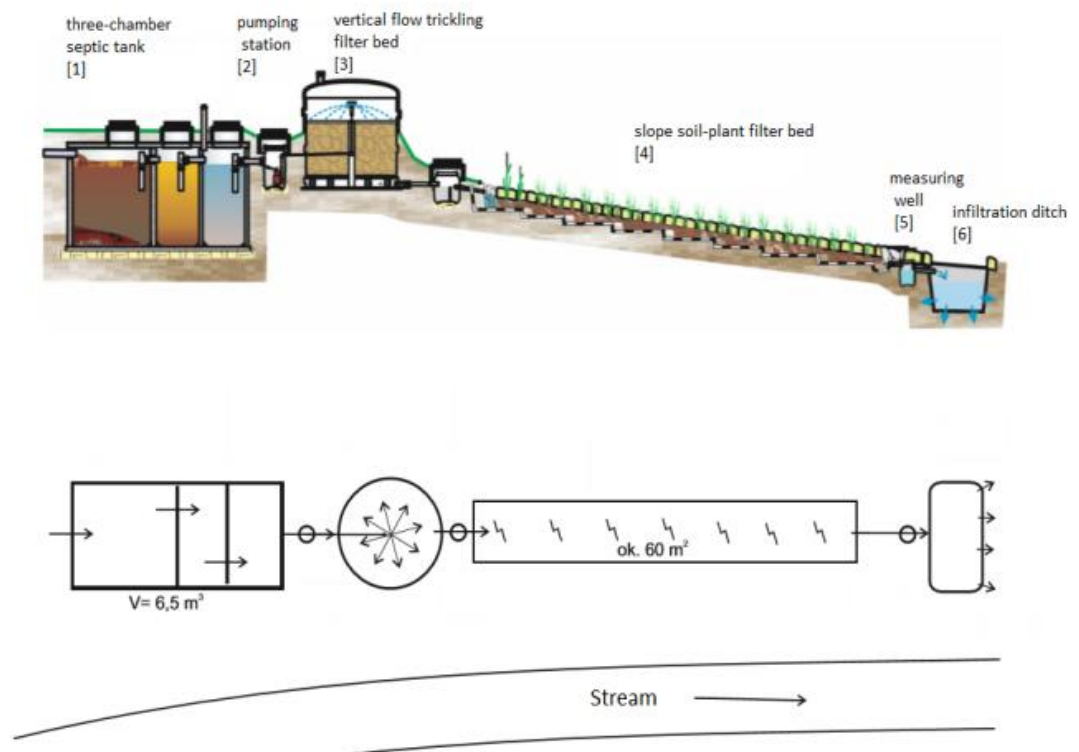 three-chamber
septic tank
[1]
pumping
station
[2]
vertical flow trickling
filter bed
[3]
slope soil-plant filter bed
[4]
measuring
well
[5]
infiltration ditch
[6]
V= 6,5 m³
ok. 60 m²
Stream